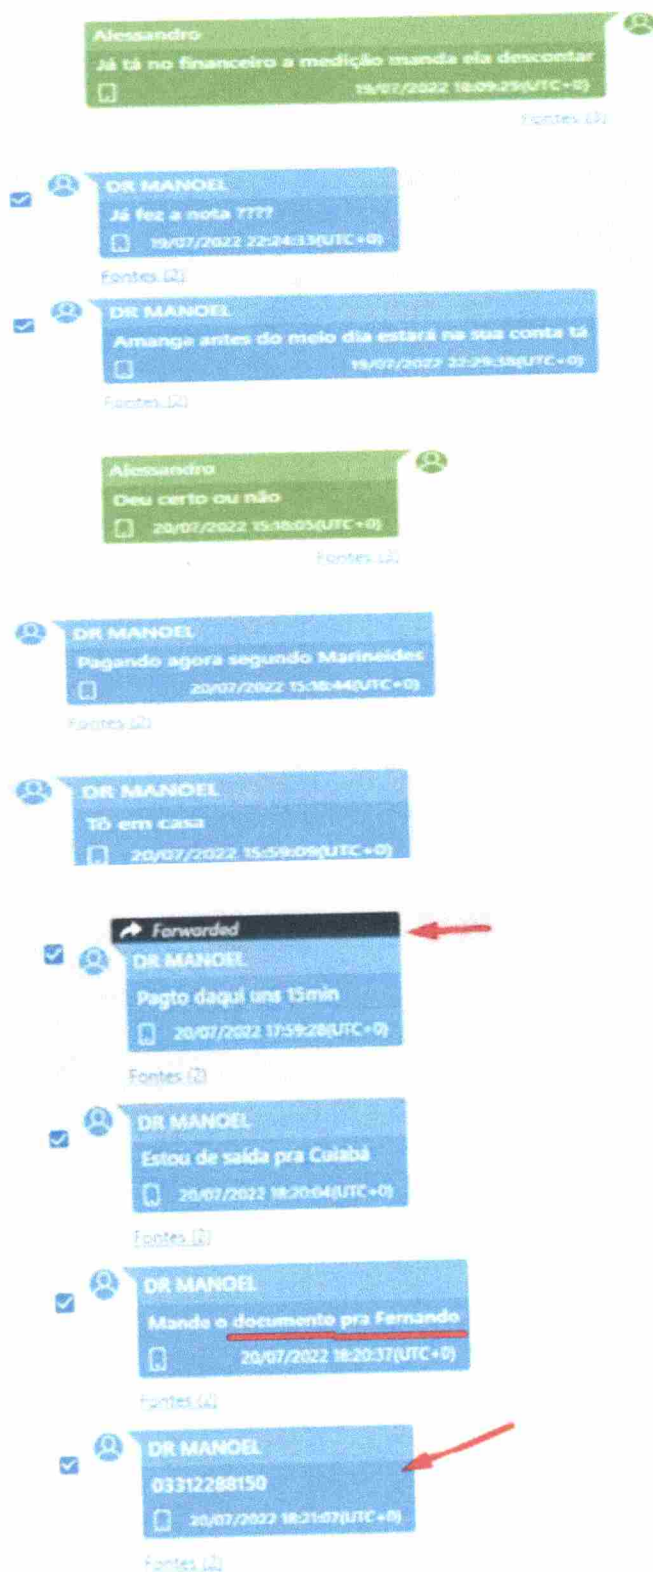 Alessandro
Já tá no financeiro a medição manda ela descontar
19/07/2022 18:09:29(UTC+0)
Fontes (3)
DR MANOEL
Já fez a nota ????
19/07/2022 22:24:33(UTC+0)
Fontes (2)
DR MANOEL
Amanga antes do meio dia estará na sua conta tá
19/07/2022 22:29:38(UTC+0)
Fontes (2)
Alessandro
Deu certo ou não
20/07/2022 15:18:05(UTC+0)
Fontes (3)
DR MANOEL
Pagando agora segundo Marineides
20/07/2022 15:18:44(UTC+0)
Fontes (2)
DR MANOEL
Tô em casa
20/07/2022 15:59:09(UTC+0)
Forwarded
DR MANOEL
Pagto daqui uns 15min
20/07/2022 17:59:28(UTC+0)
Fontes (2)
DR MANOEL
Estou de saída pra Cuiabá
20/07/2022 18:20:04(UTC+0)
Fontes (2)
DR MANOEL
Mande o documento pra Fernando
20/07/2022 18:20:37(UTC+0)
Fontes (2)
DR MANOEL
03312288150
20/07/2022 18:21:07(UTC+0)
Fontes (2)